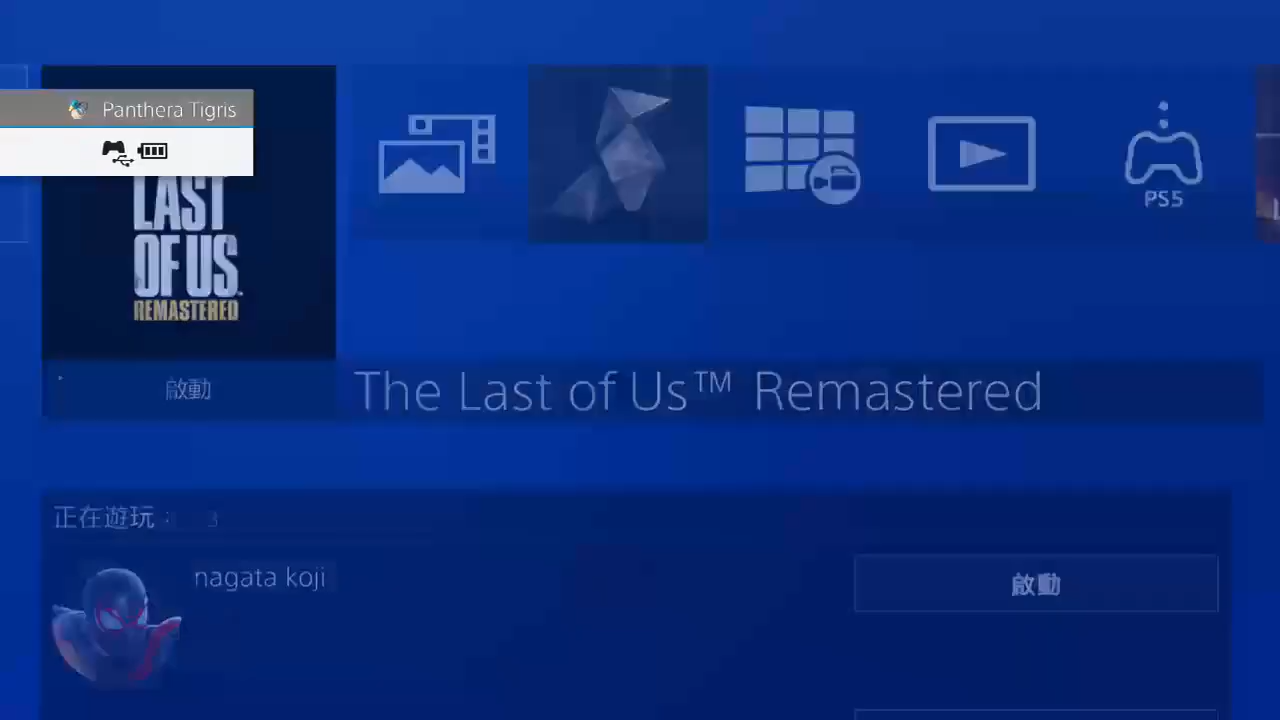 Panthera Tigris
LAST
OF US
REMASTERED
PS5
啟動
The Last of Us™ Remastered
正在遊玩：3
nagata koji
啟動